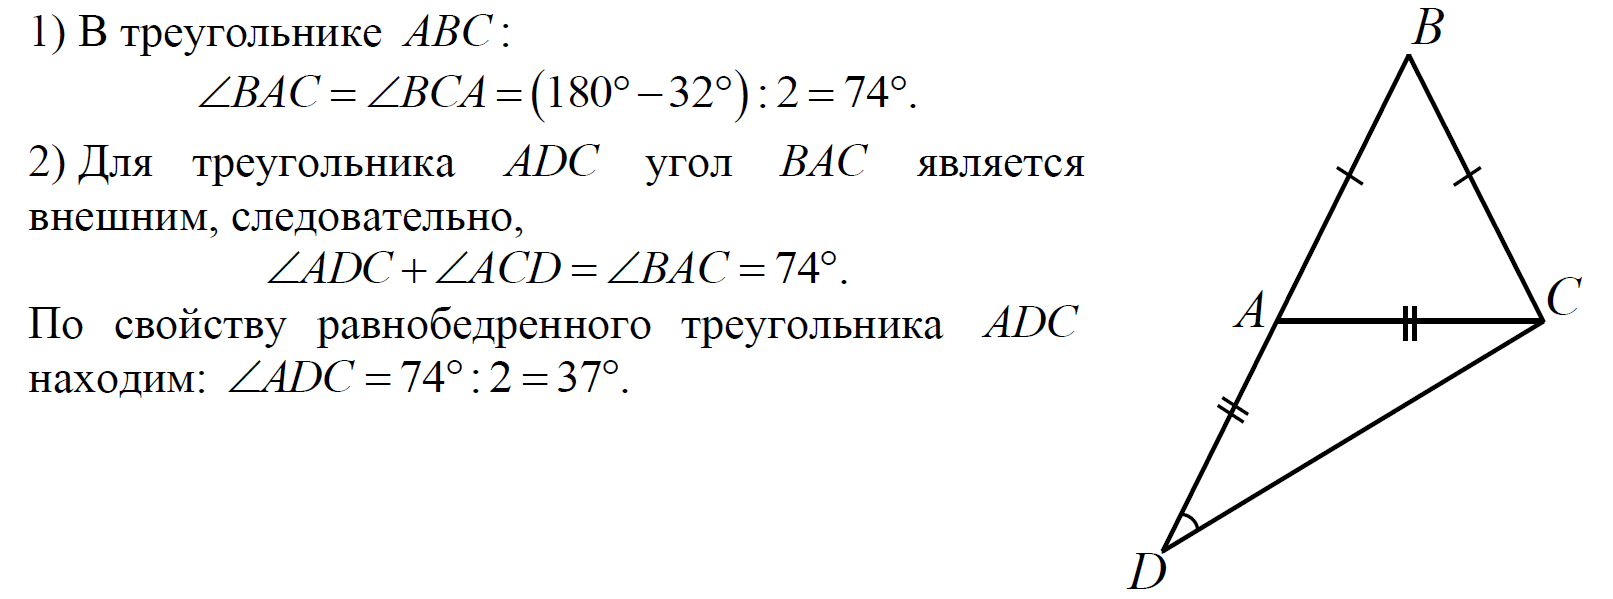 1) В треугольнике ABC:
∠BAC = ∠BCA = (180° − 32°) : 2 = 74°.
2) Для треугольника ADC угол BAC является
внешним, следовательно,
∠ADC + ∠ACD = ∠BAC = 74°.
По свойству равнобедренного треугольника ADC
находим: ∠ADC = 74° : 2 = 37°.
B
A
C
D